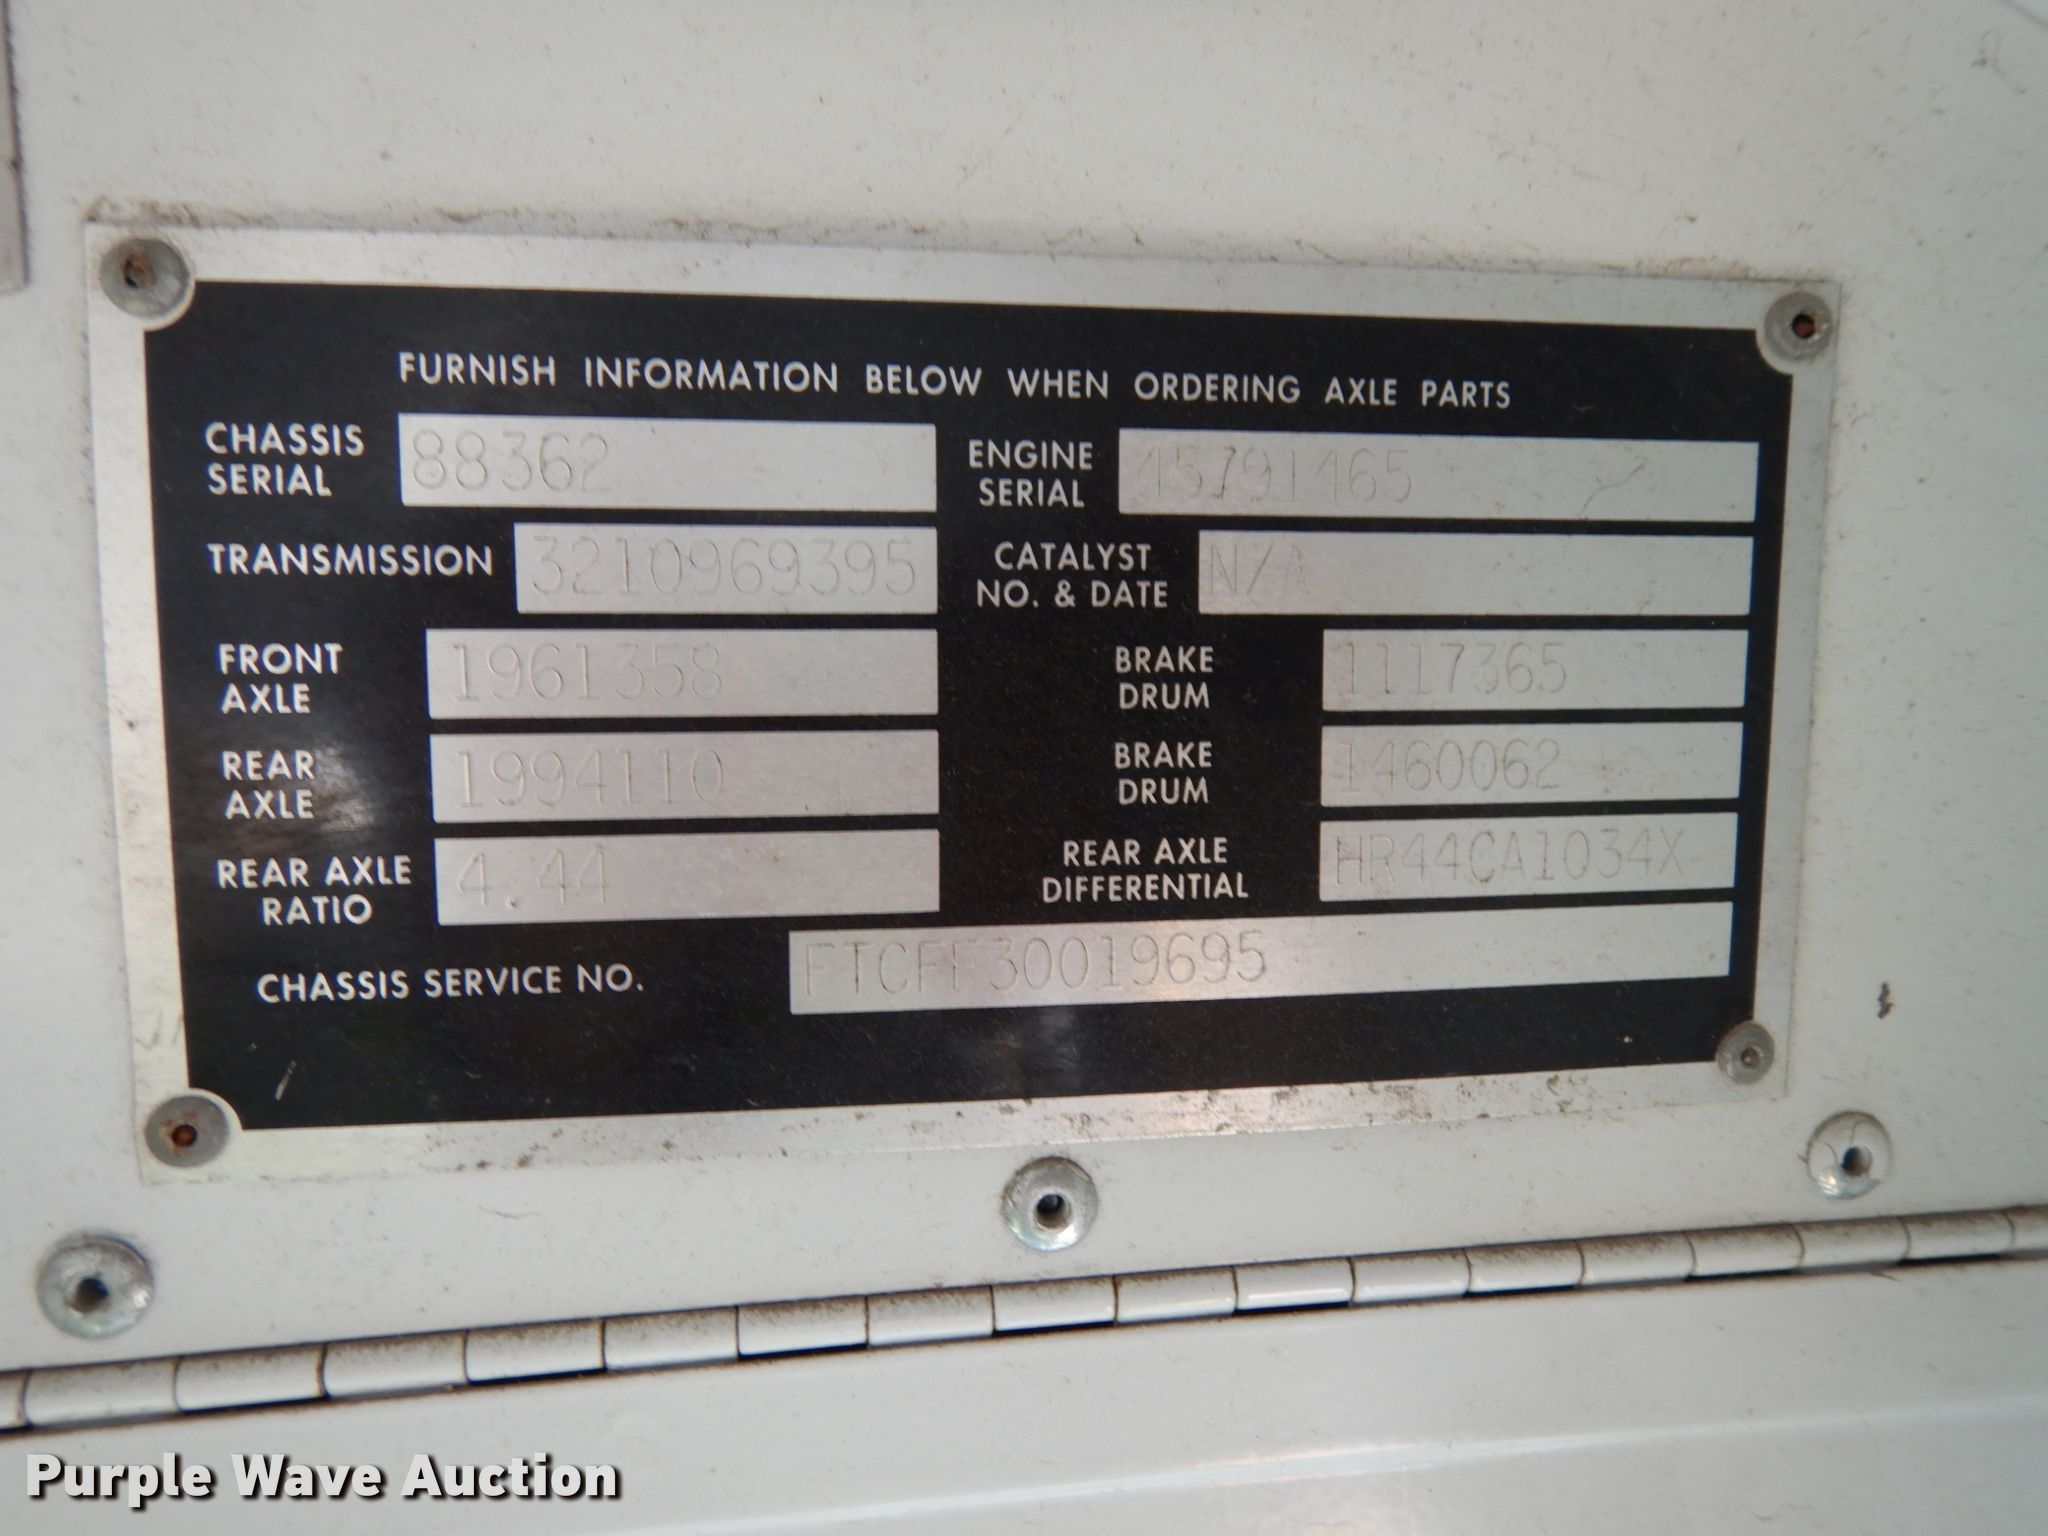 FURNISH INFORMATION BELOW WHEN ORDERING AXLE PARTS
CHASSIS SERIAL 88362
ENGINE SERIAL 45791465
TRANSMISSION 3210969395
CATALYST NO. & DATE N/A
FRONT AXLE 1961358
BRAKE DRUM 1117365
REAR AXLE 1994110
BRAKE DRUM 1460062
REAR AXLE RATIO 4.44
REAR AXLE DIFFERENTIAL HR44CA1034X
CHASSIS SERVICE NO. FTCFF30019695
Purple Wave Auction